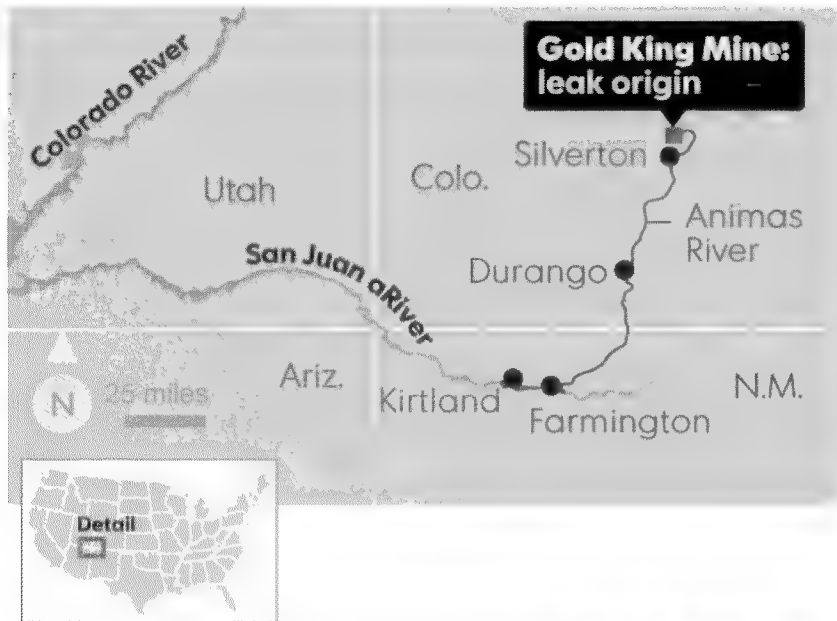 Gold King Mine:
leak origin
Colorado River
Silverton
Utah
Colo.
Animas
River
San Juan aRiver
Durango
Ariz.
25 miles
N
Kirtland
N.M.
Farmington
Detail